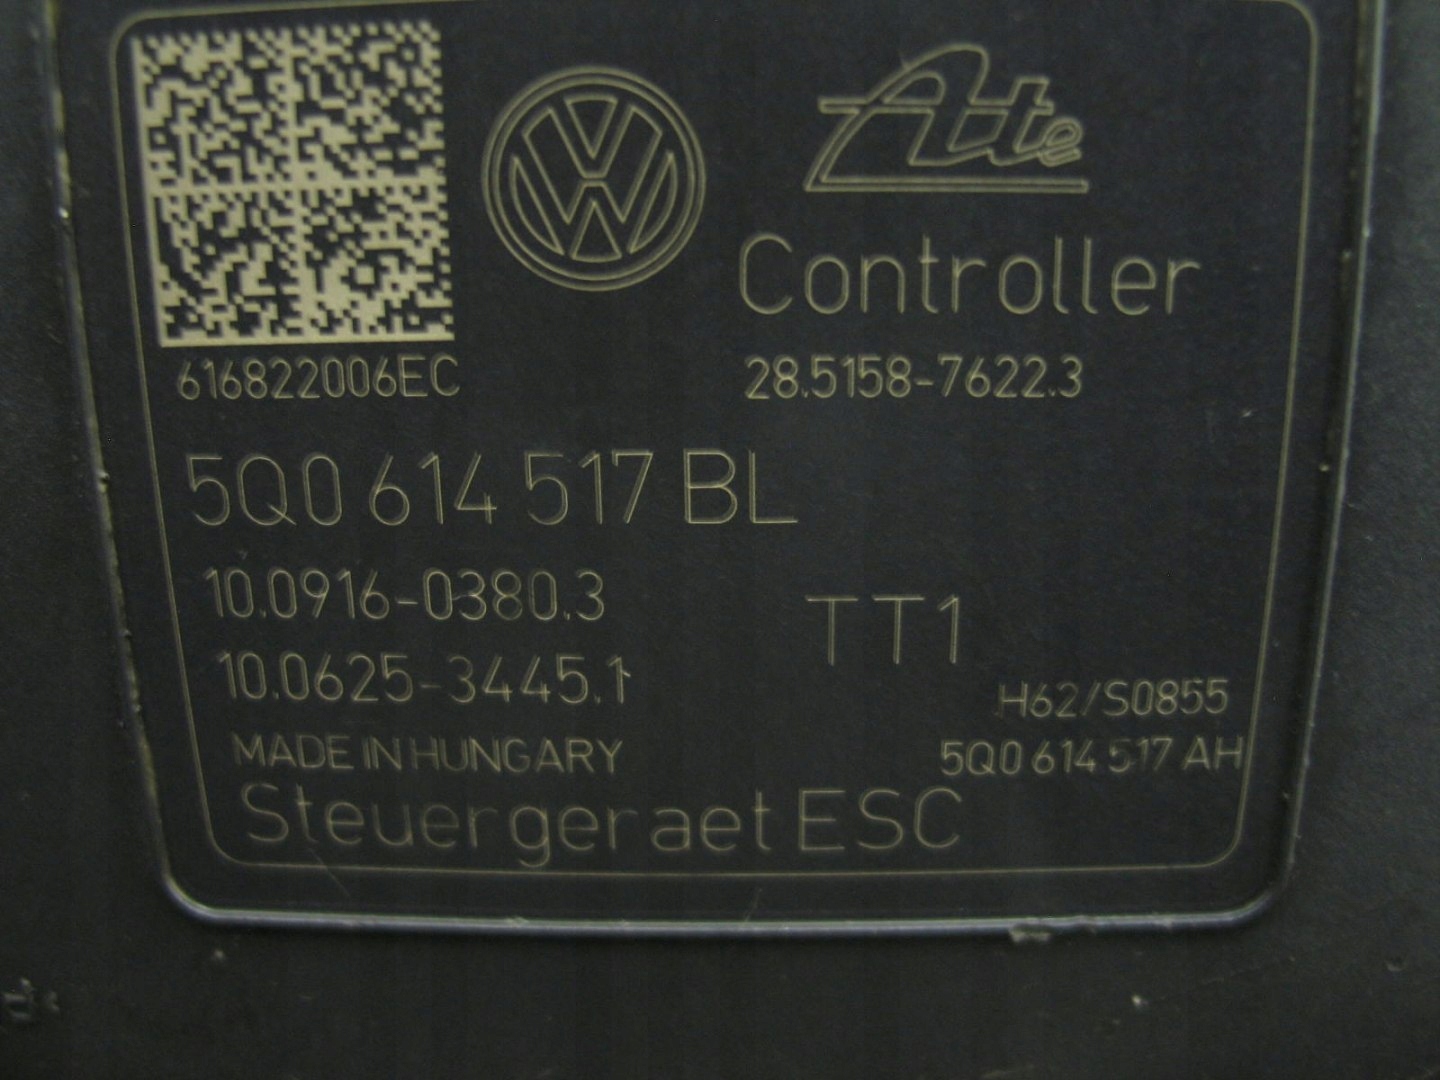 Ate
Controller
616822006EC
28.5158-7622.3
5Q0 614 517 BL
10.0916-0380.3
TT1
10.0625-3445.1
H62/S0855
MADE IN HUNGARY
5Q0 614 517 AH
Steuergeraet ESC